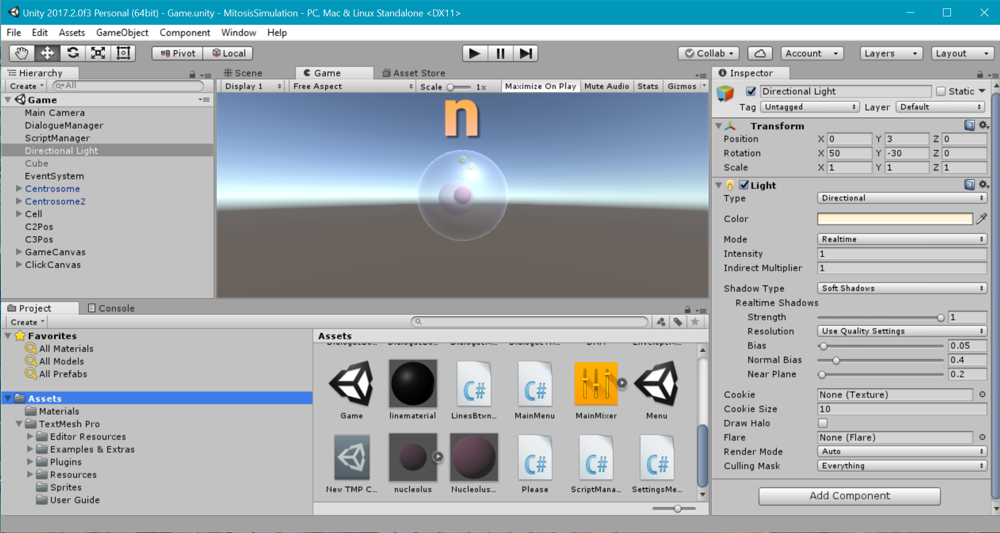 Unity 2017.2.0f3 Personal (64bit) - Game.unity - MitosisSimulation - PC, Mac & Linux Standalone <DX11>
File Edit Assets GameObject Component Window Help
Pivot Local Collab Account Layers Layout
Hierarchy
Create All
Game
Main Camera
DialogueManager
ScriptManager
Directional Light
Cube
EventSystem
Centrosome
Centrosome2
Cell
C2Pos
C3Pos
GameCanvas
ClickCanvas
Scene Game Asset Store
Display 1 Free Aspect Scale 1x Maximize On Play Mute Audio Stats Gizmos
n
Project Console
Create
Favorites
All Materials
All Models
All Prefabs
Assets
Materials
TextMesh Pro
Editor Resources
Examples & Extras
Plugins
Resources
Sprites
User Guide
Assets
Game linematerial LinesBtwn... MainMenu MainMixer Menu
C# C#
New TMP C... nucleolus Nucleolus... Please ScriptMana... SettingsMe...
C# C# C#
Inspector
Directional Light Static
Tag Untagged Layer Default
Transform
Position X 0 Y 3 Z 0
Rotation X 50 Y -30 Z 0
Scale X 1 Y 1 Z 1
Light
Type Directional
Color
Mode Realtime
Intensity 1
Indirect Multiplier 1
Shadow Type Soft Shadows
Realtime Shadows
Strength 1
Resolution Use Quality Settings
Bias 0.05
Normal Bias 0.4
Near Plane 0.2
Cookie None (Texture)
Cookie Size 10
Draw Halo
Flare None (Flare)
Render Mode Auto
Culling Mask Everything
Add Component